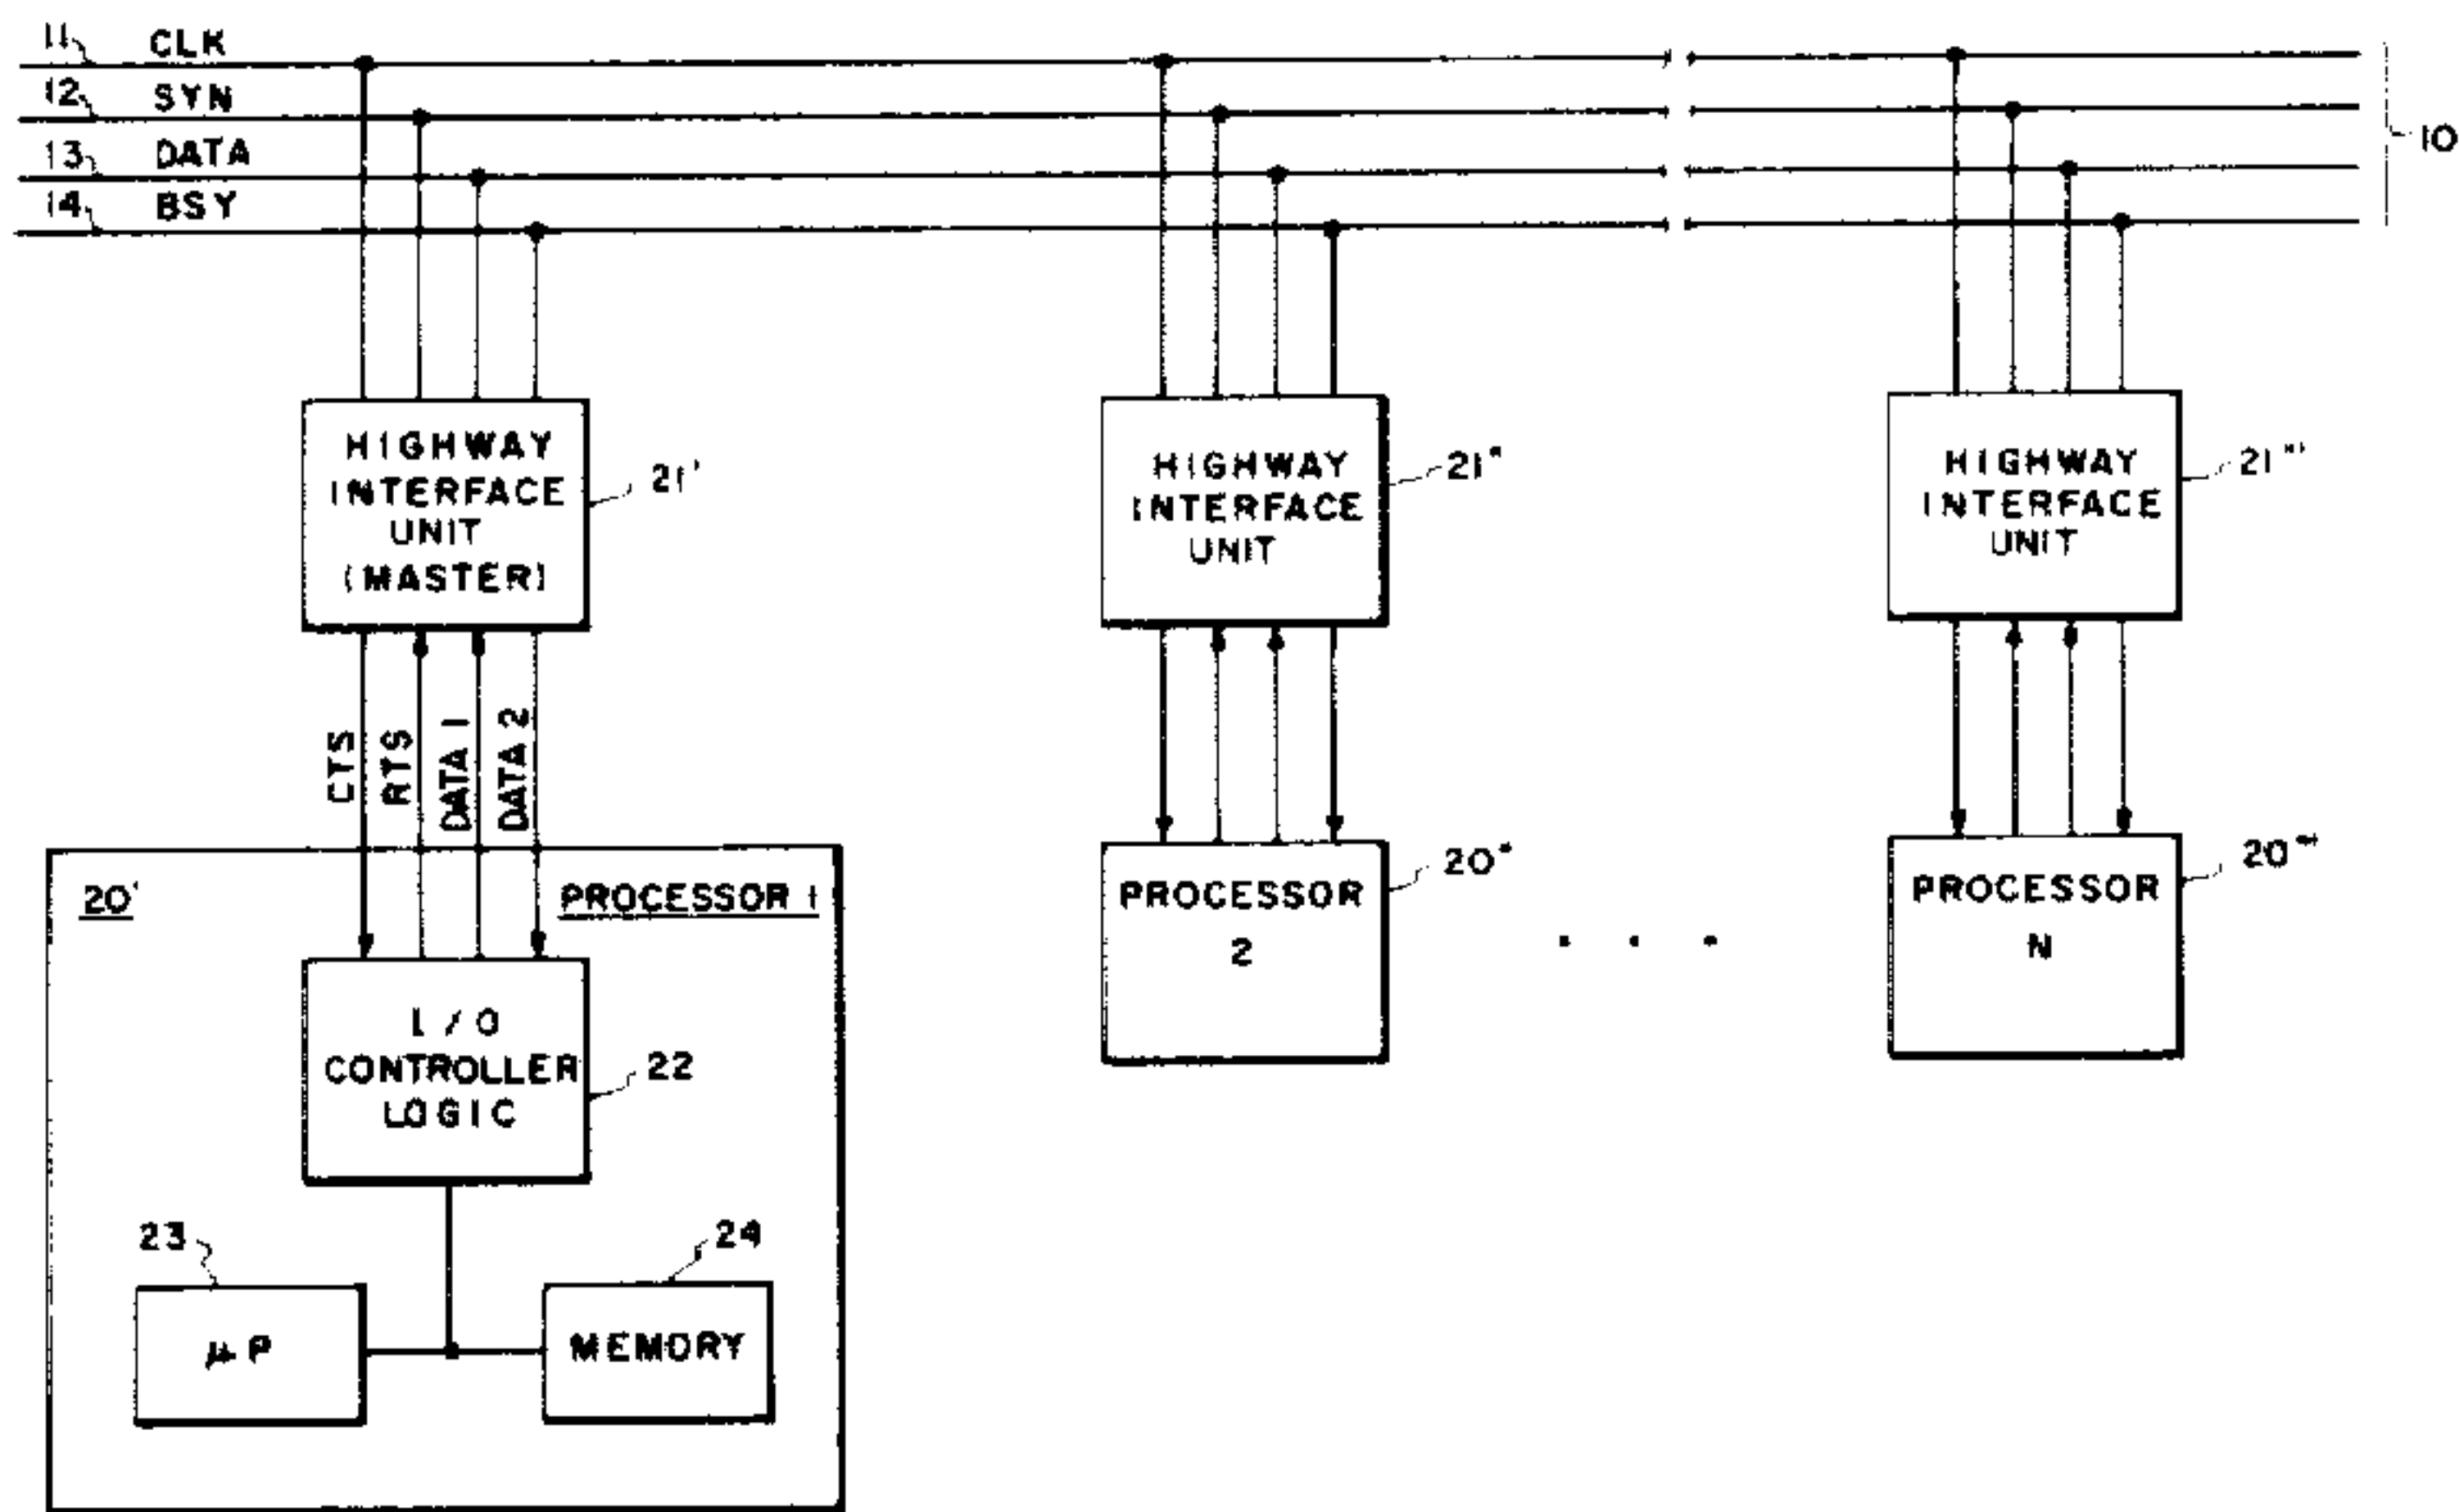 11 CLK
12 SYN
13 DATA
14 BSY
10
HIGHWAY
INTERFACE
UNIT
(MASTER)
21'
HIGHWAY
INTERFACE
UNIT
21"
HIGHWAY
INTERFACE
UNIT
21"'
CTS
RTS
DATA 1
DATA 2
20'
PROCESSOR 1
I/O
CONTROLLER
LOGIC
22
23
μP
24
MEMORY
PROCESSOR
2
20"
. . .
PROCESSOR
N
20"'